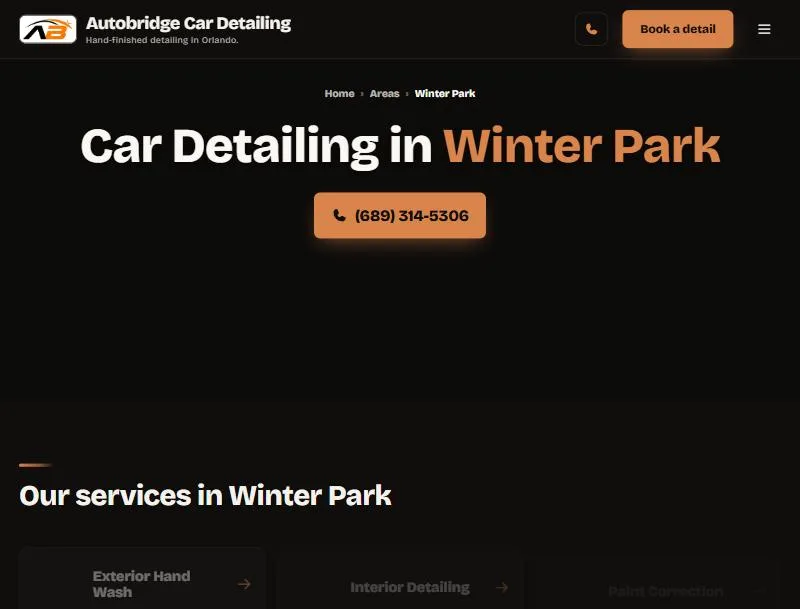 AB
Autobridge Car Detailing
Hand-finished detailing in Orlando.
Book a detail
Home › Areas › Winter Park
Car Detailing in Winter Park
(689) 314-5306
Our services in Winter Park
Exterior Hand
Wash
Interior Detailing
Paint Correction